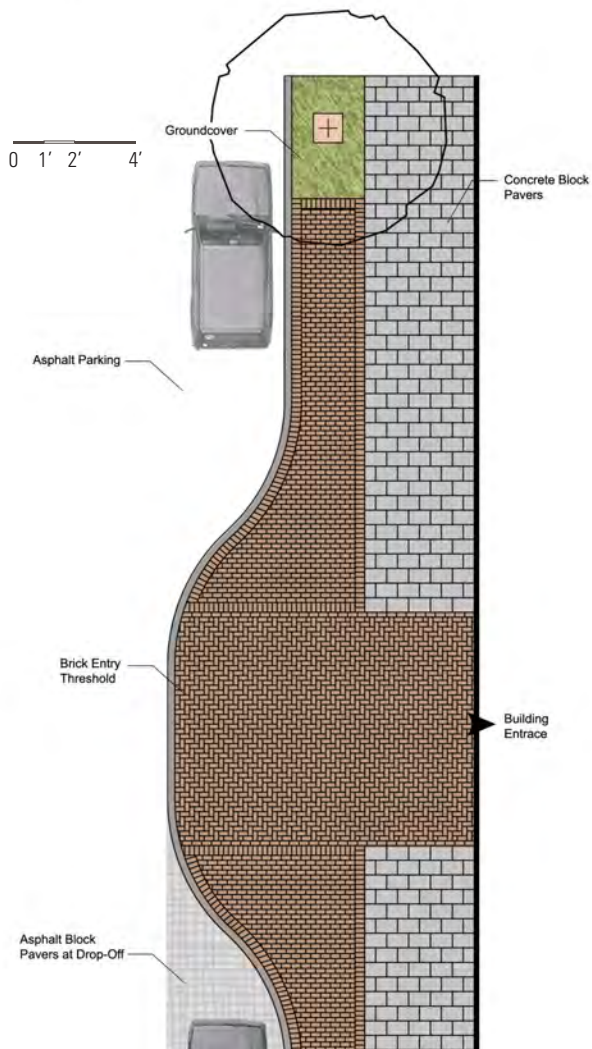 Groundcover
0 1' 2' 4'
Concrete Block
Pavers
Asphalt Parking
Brick Entry
Threshold
Building
Entrace
Asphalt Block
Pavers at Drop-Off